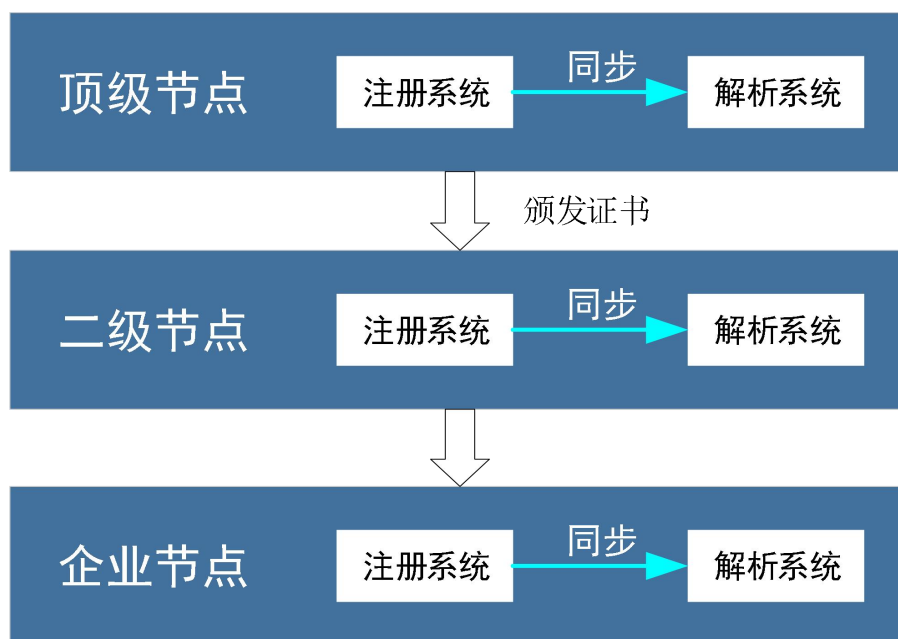 顶级节点
注册系统
同步
解析系统
颁发证书
二级节点
注册系统
同步
解析系统
企业节点
注册系统
同步
解析系统